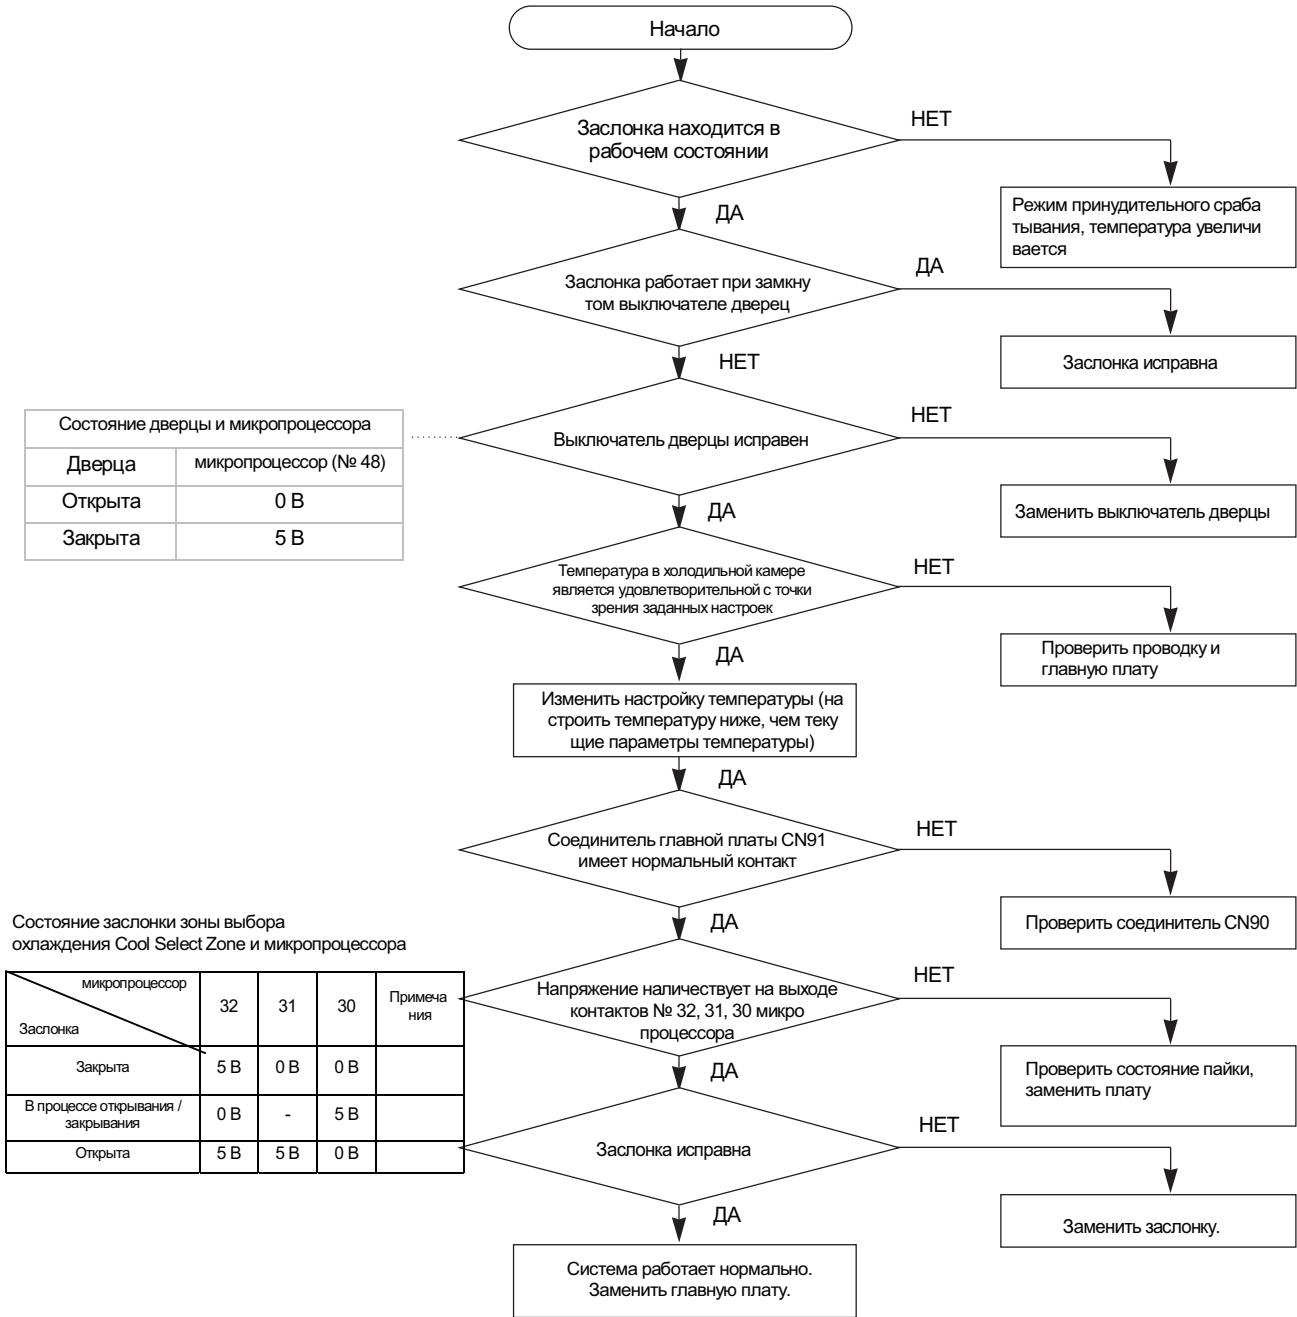 Начало
Заслонка находится в
рабочем состоянии
НЕТ
Режим принудительного сраба
тывания, температура увеличи
вается
ДА
Заслонка работает при замкну
том выключателе дверец
ДА
Заслонка исправна
НЕТ
Состояние дверцы и микропроцессора
Дверца микропроцессор (№ 48)
Открыта 0 В
Закрыта 5 В
Выключатель дверцы исправен
НЕТ
Заменить выключатель дверцы
ДА
Температура в холодильной камере
является удовлетворительной с точки
зрения заданных настроек
НЕТ
Проверить проводку и
главную плату
ДА
Изменить настройку температуры (на
строить температуру ниже, чем теку
щие параметры температуры)
ДА
Соединитель главной платы CN91
имеет нормальный контакт
НЕТ
Проверить соединитель CN90
ДА
Состояние заслонки зоны выбора
охлаждения Cool Select Zone и микропроцессора
микропроцессор
Заслонка
32 31 30 Примеча
ния
Закрыта 5 В 0 В 0 В
В процессе открывания /
закрывания
0 В - 5 В
Открыта 5 В 5 В 0 В
Напряжение наличествует на выходе
контактов № 32, 31, 30 микро
процессора
НЕТ
Проверить состояние пайки,
заменить плату
ДА
Заслонка исправна
НЕТ
Заменить заслонку.
ДА
Система работает нормально.
Заменить главную плату.